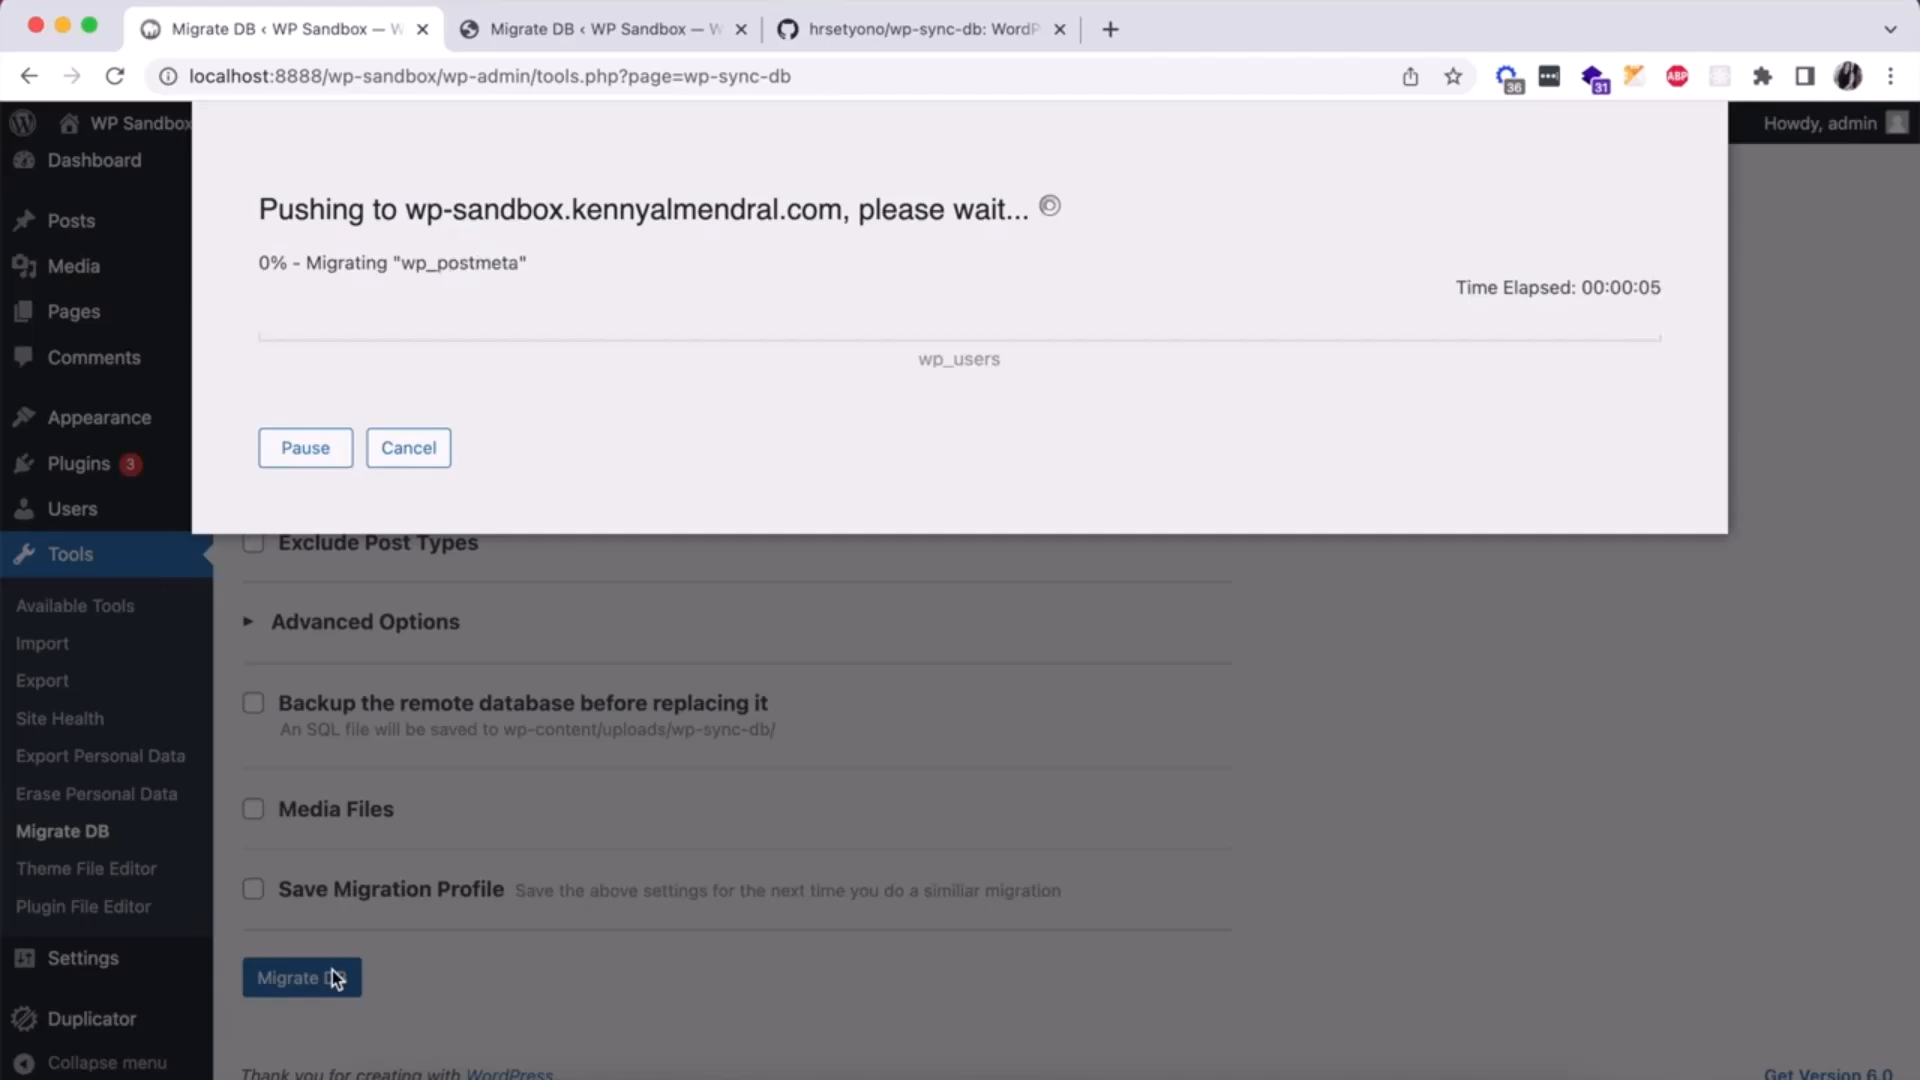 Migrate DB ‹ WP Sandbox — W
Migrate DB ‹ WP Sandbox — W
hrsetyono/wp-sync-db: WordP
localhost:8888/wp-sandbox/wp-admin/tools.php?page=wp-sync-db
36
31
ABP
WP Sandbox
Howdy, admin
Dashboard
Posts
Media
Pages
Comments
Appearance
Plugins 3
Users
Tools
Available Tools
Import
Export
Site Health
Export Personal Data
Erase Personal Data
Migrate DB
Theme File Editor
Plugin File Editor
Settings
Duplicator
Collapse menu
Pushing to wp-sandbox.kennyalmendral.com, please wait...
0% - Migrating "wp_postmeta"
Time Elapsed: 00:00:05
wp_users
Pause
Cancel
Exclude Post Types
Advanced Options
Backup the remote database before replacing it
An SQL file will be saved to wp-content/uploads/wp-sync-db/
Media Files
Save Migration Profile Save the above settings for the next time you do a similiar migration
Migrate DB
Thank you for creating with WordPress.
Get Version 6.0